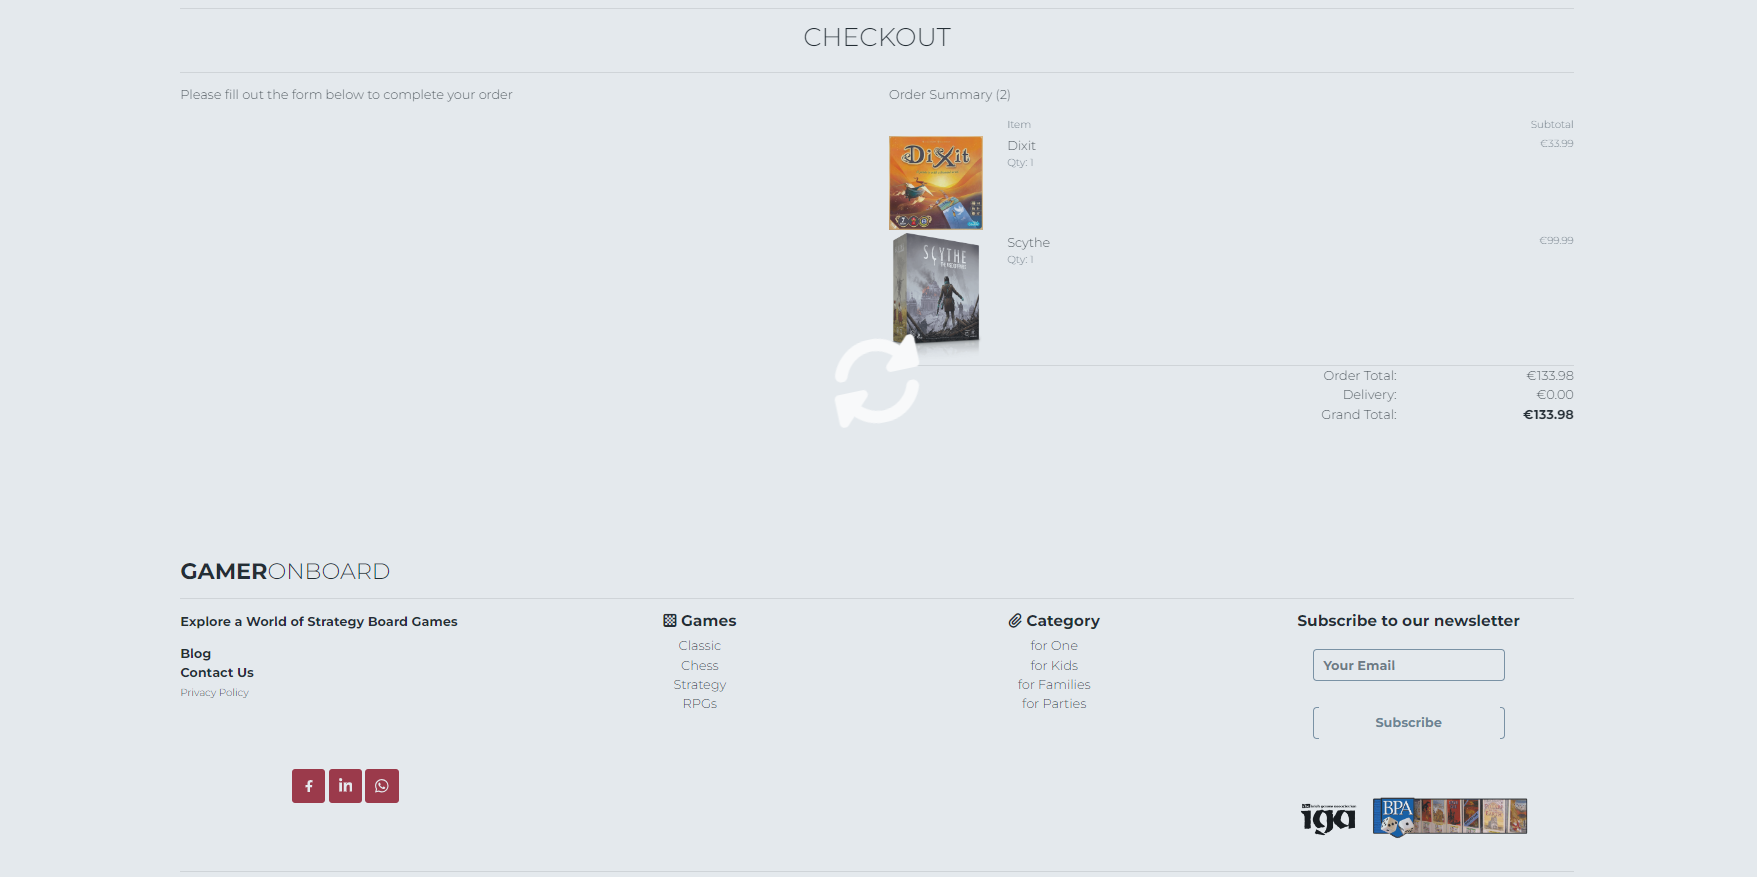 CHECKOUT
Please fill out the form below to complete your order
Order Summary (2)
Item Subtotal
DiXit
Dixit €33.99
Qty: 1
SCYTHE
Scythe €99.99
Qty: 1
Order Total: €133.98
Delivery: €0.00
Grand Total: €133.98
GAMERONBOARD
Explore a World of Strategy Board Games
Blog
Contact Us
Privacy Policy
Games
Classic
Chess
Strategy
RPGs
Category
for One
for Kids
for Families
for Parties
Subscribe to our newsletter
Your Email
Subscribe
f
in
iga
BPA